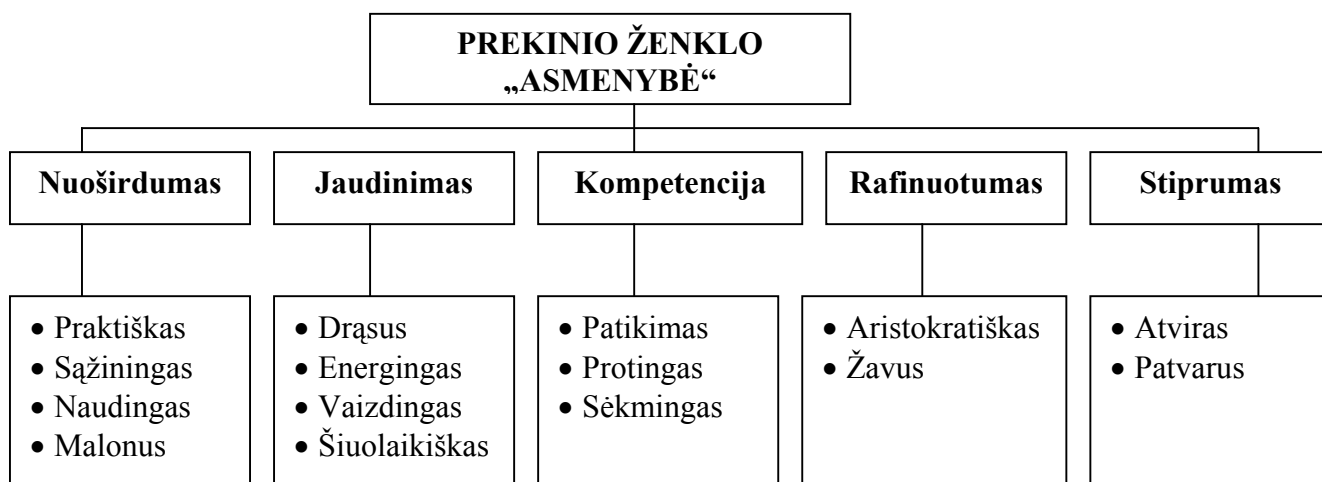 PREKINIO ŽENKLO
„ASMENYBĖ“
Nuoširdumas
Jaudinimas
Kompetencija
Rafinuotumas
Stiprumas
• Praktiškas
• Sąžiningas
• Naudingas
• Malonus
• Drąsus
• Energingas
• Vaizdingas
• Šiuolaikiškas
• Patikimas
• Protingas
• Sėkmingas
• Aristokratiškas
• Žavus
• Atviras
• Patvarus